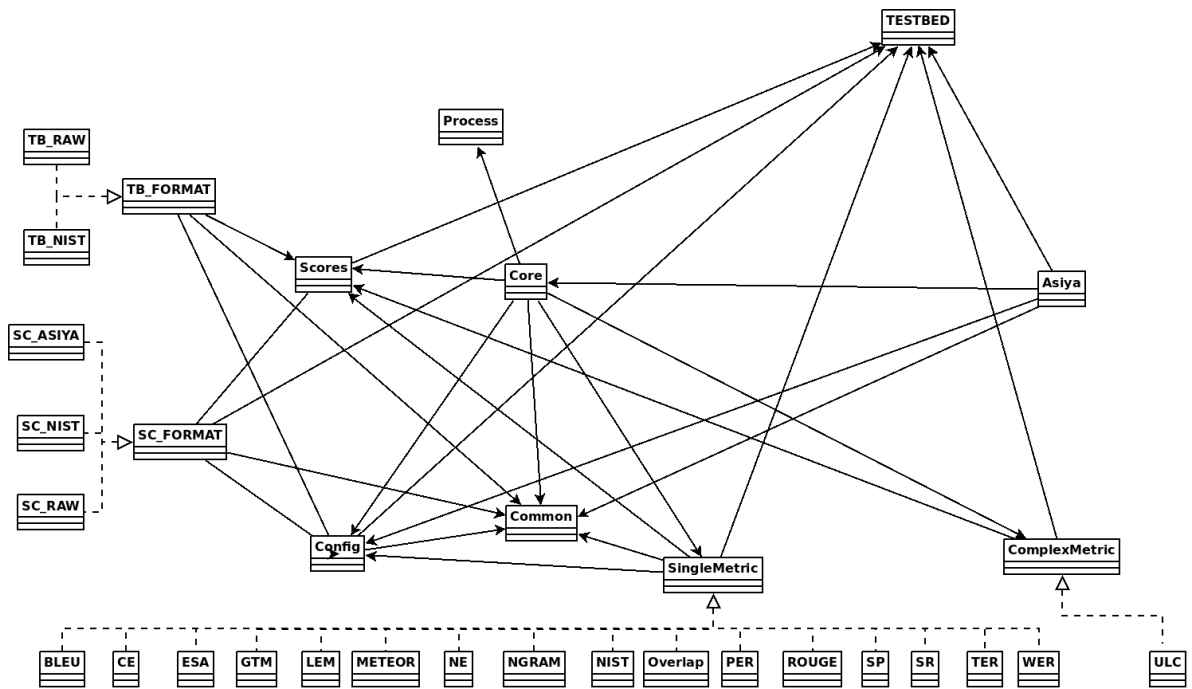 TESTBED
Process
TB_RAW
TB_FORMAT
TB_NIST
Scores
Core
Asiya
SC_ASIYA
SC_NIST
SC_FORMAT
SC_RAW
Common
Config
ComplexMetric
SingleMetric
BLEU
CE
ESA
GTM
LEM
METEOR
NE
NGRAM
NIST
Overlap
PER
ROUGE
SP
SR
TER
WER
ULC